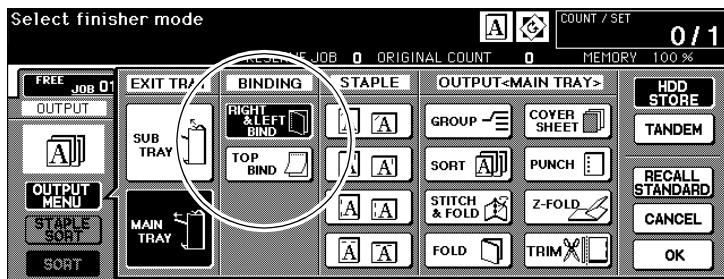 Select finisher mode
COUNT / SET
0/1
RESERVE JOB 0 ORIGINAL COUNT 0 MEMORY 100 %
FREE JOB 01
OUTPUT
OUTPUT MENU
STAPLE SORT
SORT
EXIT TRAY
SUB TRAY
MAIN TRAY
BINDING
RIGHT &LEFT BIND
TOP BIND
STAPLE
OUTPUT<MAIN TRAY>
GROUP
COVER SHEET
SORT
PUNCH
STITCH & FOLD
Z-FOLD
FOLD
TRIM
HDD STORE
TANDEM
RECALL STANDARD
CANCEL
OK